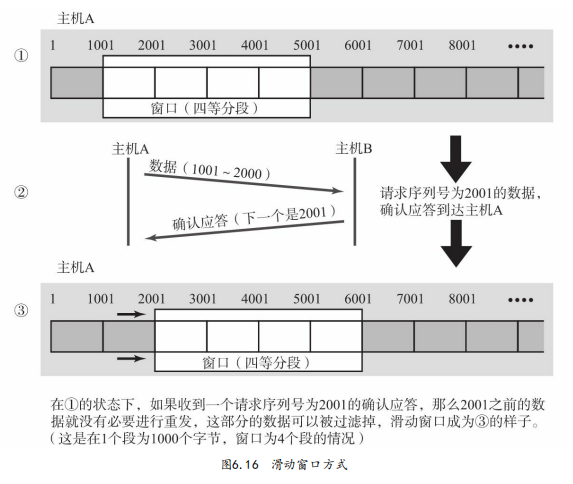 主机A
1 1001 2001 3001 4001 5001 6001 7001 8001 ····
①
窗口（四等分段）
主机A 主机B
数据（1001～2000）
②
确认应答（下一个是2001）
请求序列号为2001的数据，
确认应答到达主机A
主机A
1 1001 2001 3001 4001 5001 6001 7001 8001 ····
③
窗口（四等分段）
在①的状态下，如果收到一个请求序列号为2001的确认应答，那么2001之前的数
据就没有必要进行重发，这部分的数据可以被过滤掉，滑动窗口成为③的样子。
（这是在1个段为1000个字节，窗口为4个段的情况）
图6.16 滑动窗口方式